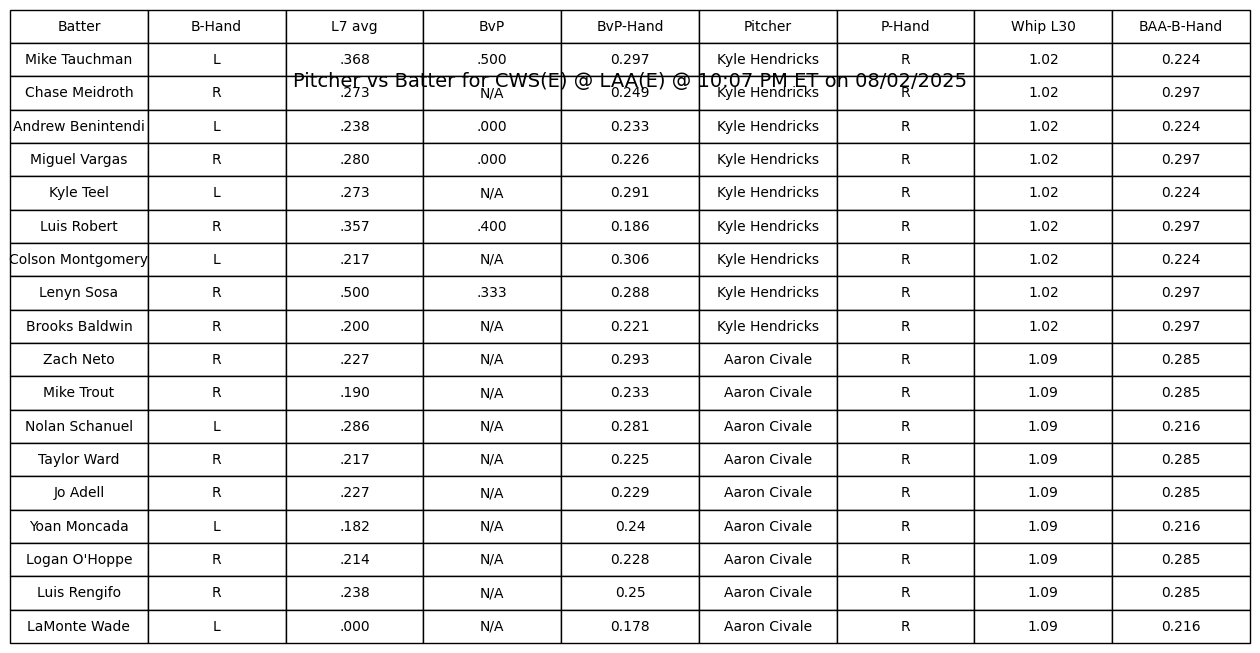 Batter B-Hand L7 avg BvP BvP-Hand Pitcher P-Hand Whip L30 BAA-B-Hand
Mike Tauchman L .368 .500 0.297 Kyle Hendricks R 1.02 0.224
Pitcher vs Batter for CWS(E) @ LAA(E) @ 10:07 PM ET on 08/02/2025
Chase Meidroth R .273 N/A 0.249 Kyle Hendricks R 1.02 0.297
Andrew Benintendi L .238 .000 0.233 Kyle Hendricks R 1.02 0.224
Miguel Vargas R .280 .000 0.226 Kyle Hendricks R 1.02 0.297
Kyle Teel L .273 N/A 0.291 Kyle Hendricks R 1.02 0.224
Luis Robert R .357 .400 0.186 Kyle Hendricks R 1.02 0.297
Colson Montgomery L .217 N/A 0.306 Kyle Hendricks R 1.02 0.224
Lenyn Sosa R .500 .333 0.288 Kyle Hendricks R 1.02 0.297
Brooks Baldwin R .200 N/A 0.221 Kyle Hendricks R 1.02 0.297
Zach Neto R .227 N/A 0.293 Aaron Civale R 1.09 0.285
Mike Trout R .190 N/A 0.233 Aaron Civale R 1.09 0.285
Nolan Schanuel L .286 N/A 0.281 Aaron Civale R 1.09 0.216
Taylor Ward R .217 N/A 0.225 Aaron Civale R 1.09 0.285
Jo Adell R .227 N/A 0.229 Aaron Civale R 1.09 0.285
Yoan Moncada L .182 N/A 0.24 Aaron Civale R 1.09 0.216
Logan O'Hoppe R .214 N/A 0.228 Aaron Civale R 1.09 0.285
Luis Rengifo R .238 N/A 0.25 Aaron Civale R 1.09 0.285
LaMonte Wade L .000 N/A 0.178 Aaron Civale R 1.09 0.216